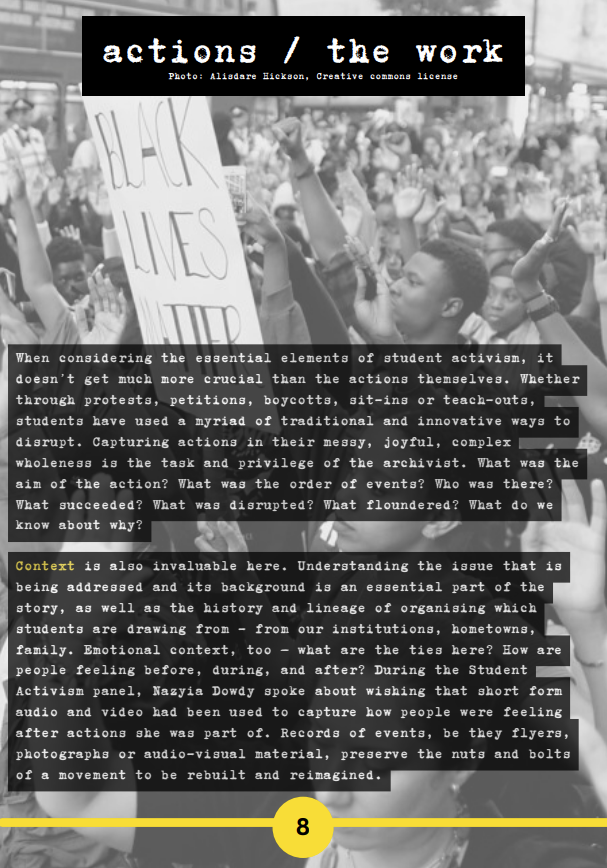 actions / the work
Photo: Alisdare Hickson, Creative commons license
BLACK
LIVES
MATTER
When considering the essential elements of student activism, it
doesn't get much more crucial than the actions themselves. Whether
through protests, petitions, boycotts, sit-ins or teach-outs,
students have used a myriad of traditional and innovative ways to
disrupt. Capturing actions in their messy, joyful, complex
wholeness is the task and privilege of the archivist. What was the
aim of the action? What was the order of events? Who was there?
What succeeded? What was disrupted? What floundered? What do we
know about why?
Context is also invaluable here. Understanding the issue that is
being addressed and its background is an essential part of the
story, as well as the history and lineage of organising which
students are drawing from - from our institutions, hometowns,
family. Emotional context, too – what are the ties here? How are
people feeling before, during, and after? During the Student
Activism panel, Nazyia Dowdy spoke about wishing that short form
audio and video had been used to capture how people were feeling
after actions she was part of. Records of events, be they flyers,
photographs or audio-visual material, preserve the nuts and bolts
of a movement to be rebuilt and reimagined.
8